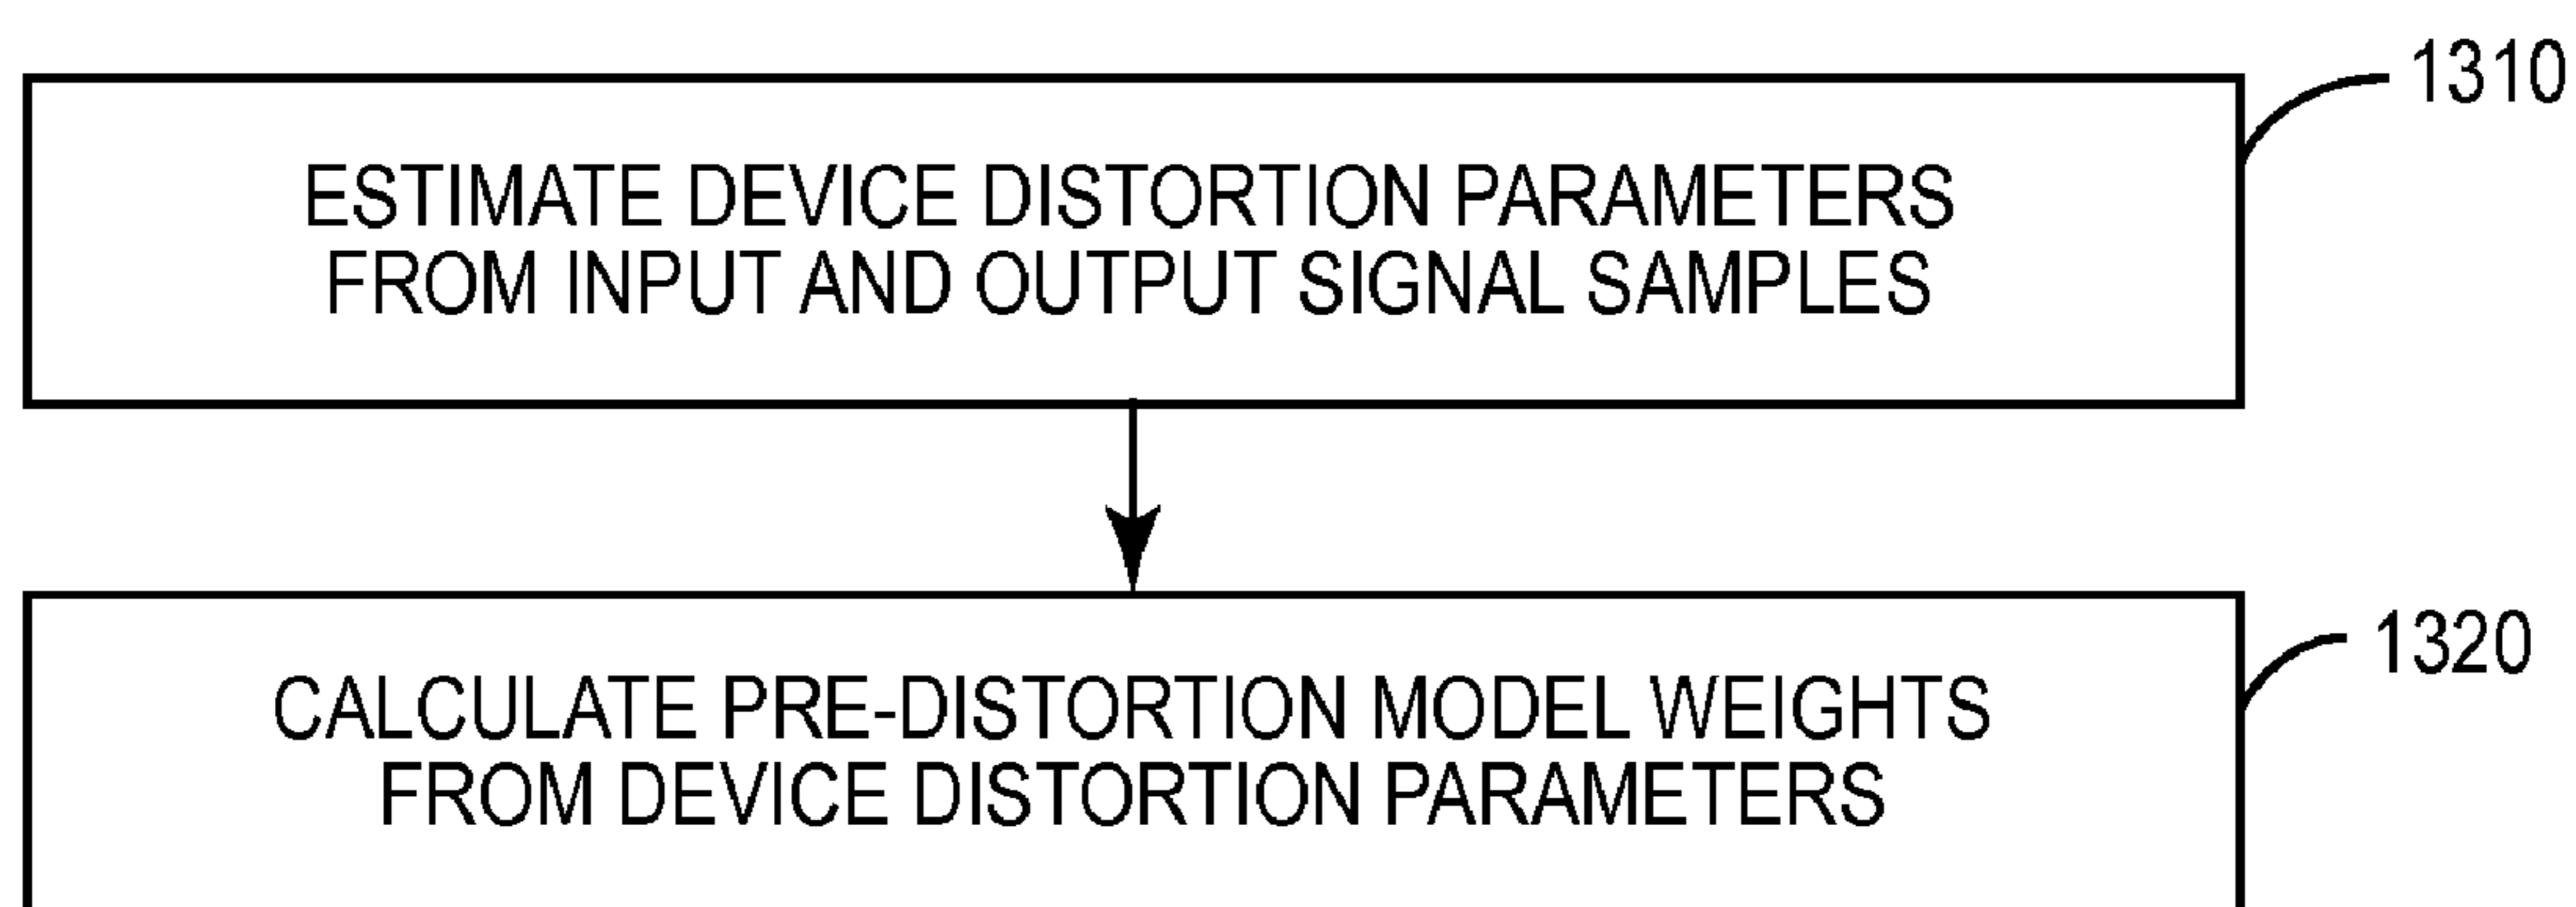 1310
ESTIMATE DEVICE DISTORTION PARAMETERS
FROM INPUT AND OUTPUT SIGNAL SAMPLES
1320
CALCULATE PRE-DISTORTION MODEL WEIGHTS
FROM DEVICE DISTORTION PARAMETERS